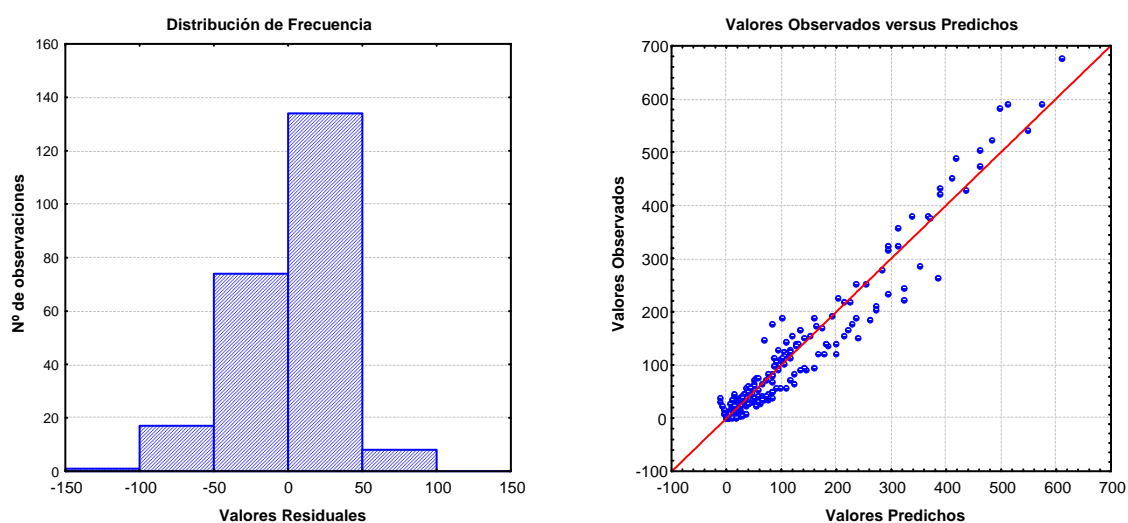 Distribución de Frecuencia
160
140
120
100
80
60
40
20
0
-150 -100 -50 0 50 100 150
Nº de observaciones
Valores Residuales
Valores Observados versus Predichos
700
600
500
400
300
200
100
0
-100
-100 0 100 200 300 400 500 600 700
Valores Observados
Valores Predichos